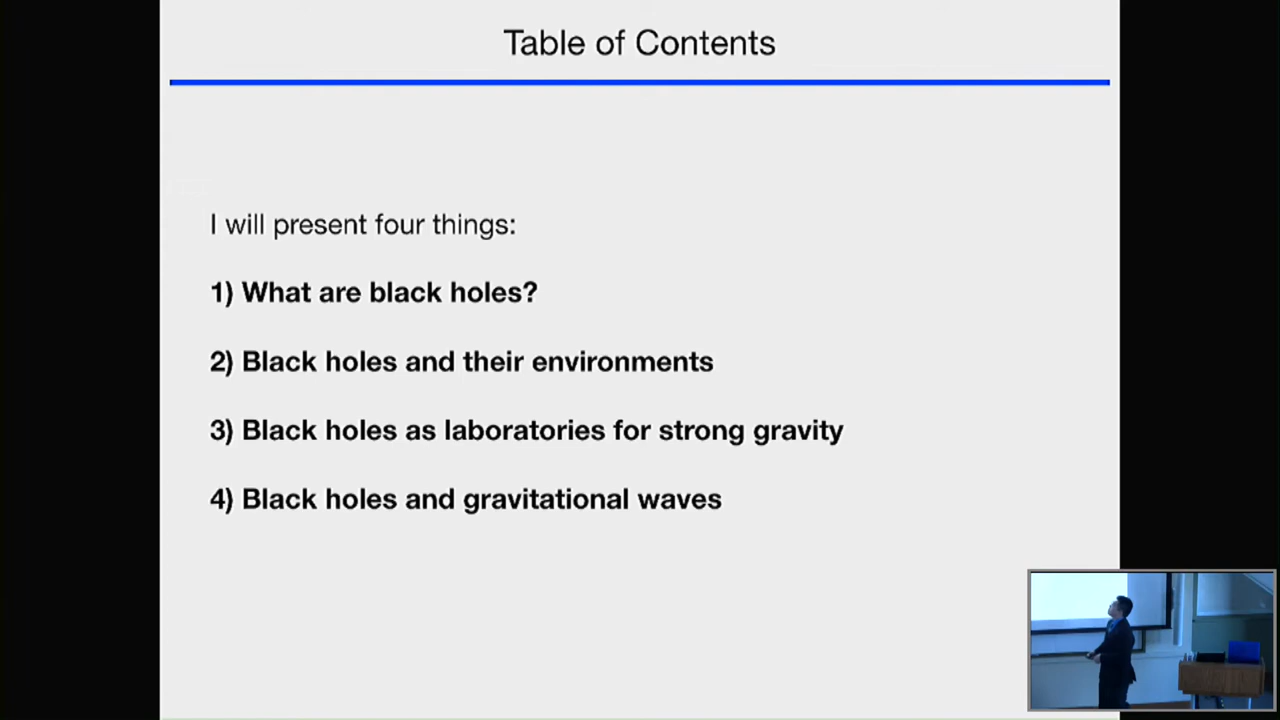 Table of Contents
I will present four things:
1) What are black holes?
2) Black holes and their environments
3) Black holes as laboratories for strong gravity
4) Black holes and gravitational waves